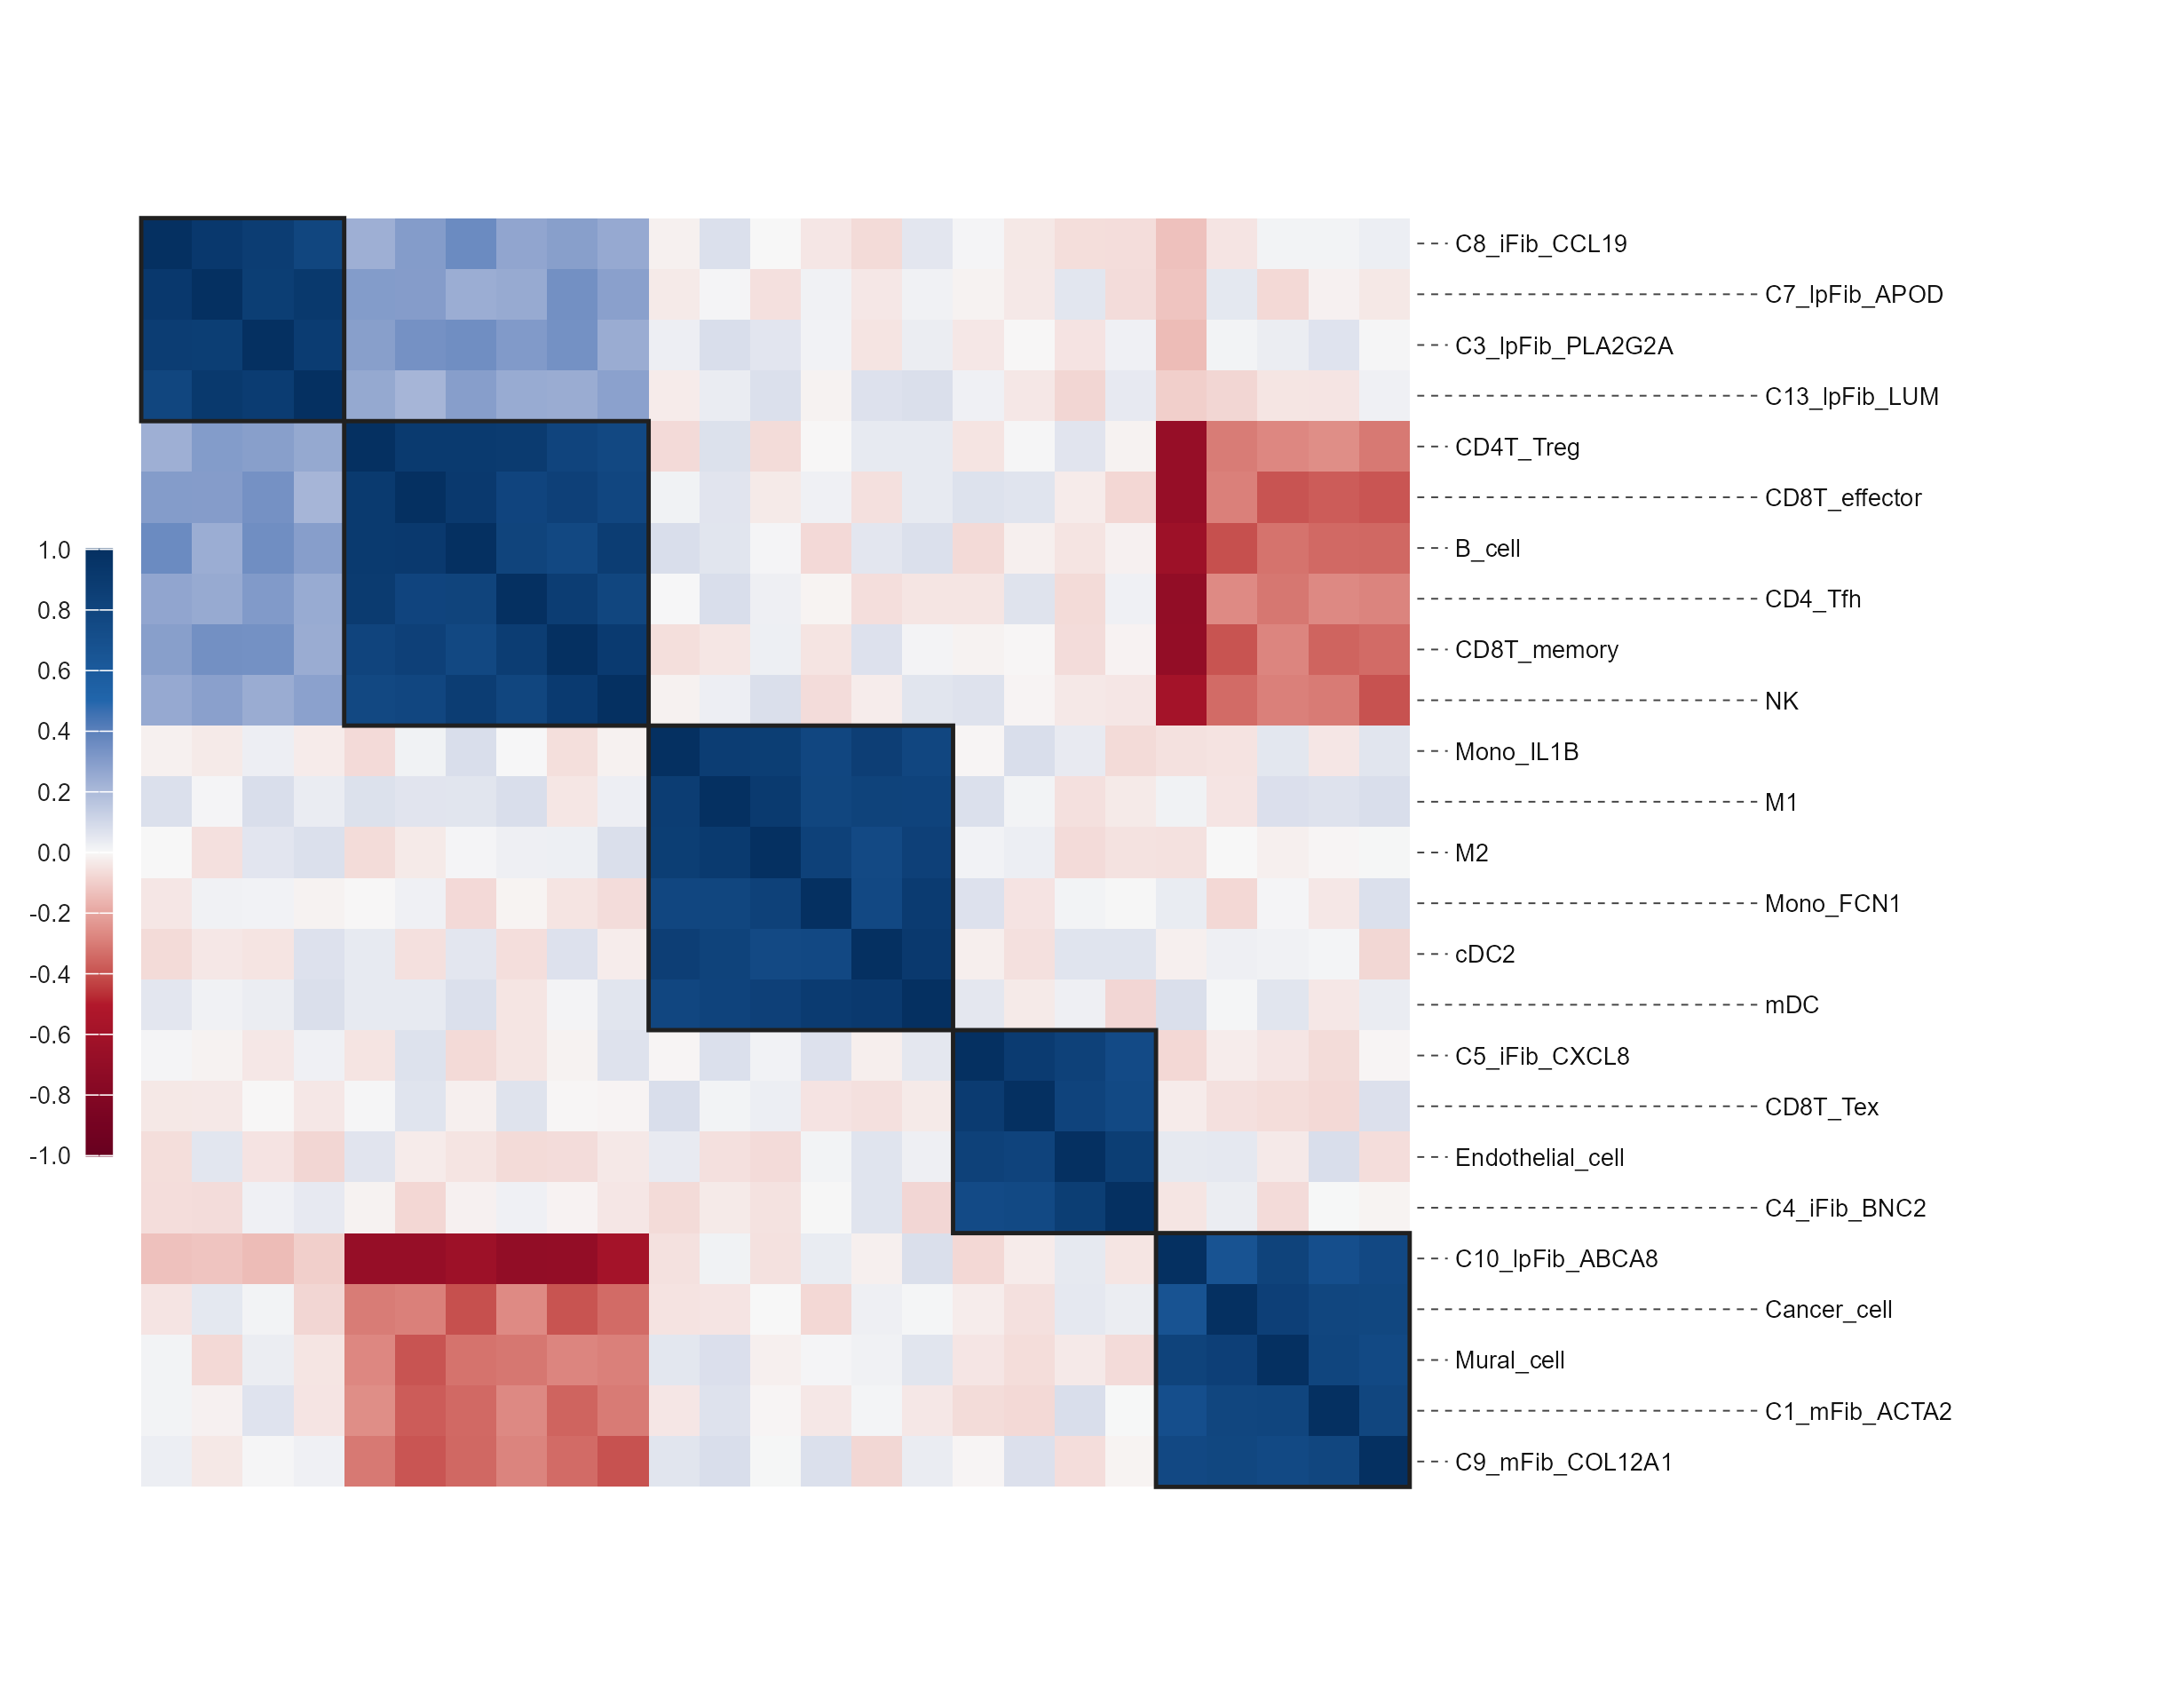 1.0
0.8
0.6
0.4
0.2
0.0
-0.2
-0.4
-0.6
-0.8
-1.0
C8_iFib_CCL19
C7_lpFib_APOD
C3_lpFib_PLA2G2A
C13_lpFib_LUM
CD4T_Treg
CD8T_effector
B_cell
CD4_Tfh
CD8T_memory
NK
Mono_IL1B
M1
M2
Mono_FCN1
cDC2
mDC
C5_iFib_CXCL8
CD8T_Tex
Endothelial_cell
C4_iFib_BNC2
C10_lpFib_ABCA8
Cancer_cell
Mural_cell
C1_mFib_ACTA2
C9_mFib_COL12A1